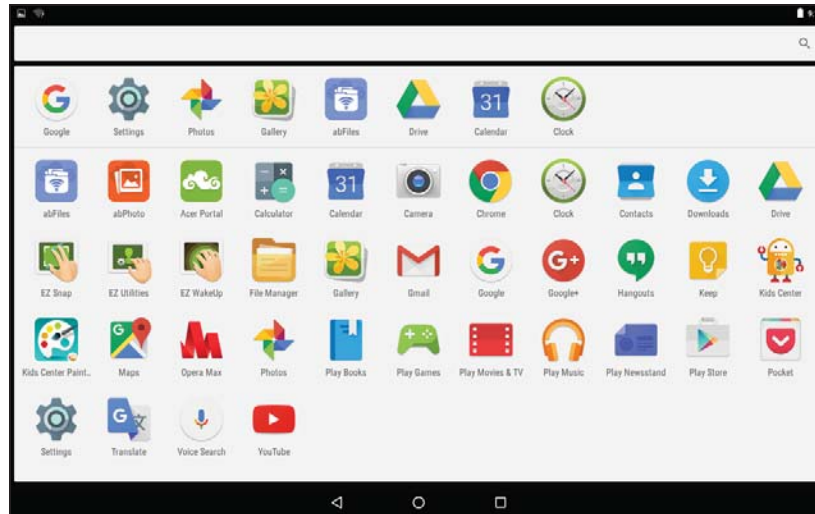 Google Settings Photos Gallery abFiles Drive Calendar Clock
31
abFiles abPhoto Acer Portal Calculator Calendar Camera Chrome Clock Contacts Downloads Drive
31
EZ Snap EZ Utilities EZ WakeUp File Manager Gallery Gmail Google Google+ Hangouts Keep Kids Center
G+
Kids Center Paint.. Maps Opera Max Photos Play Books Play Games Play Movies & TV Play Music Play Newsstand Play Store Pocket
Settings Translate Voice Search YouTube